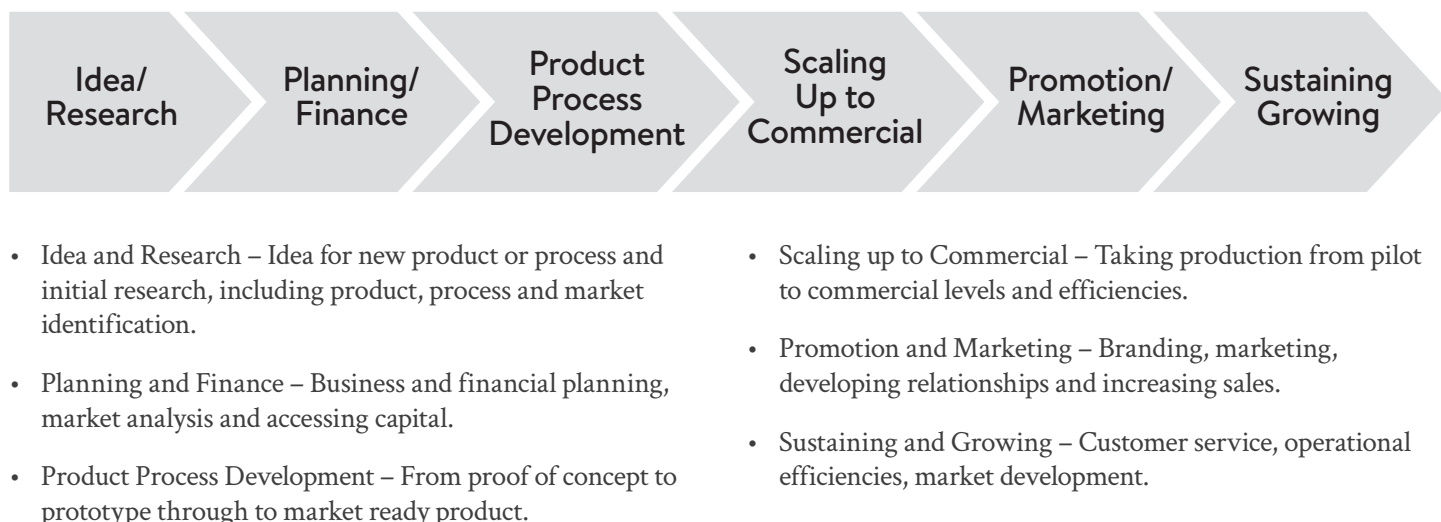 Idea/
Research
Planning/
Finance
Product
Process
Development
Scaling
Up to
Commercial
Promotion/
Marketing
Sustaining
Growing
• Idea and Research – Idea for new product or process and
initial research, including product, process and market
identification.
• Planning and Finance – Business and financial planning,
market analysis and accessing capital.
• Product Process Development – From proof of concept to
prototype through to market ready product.
• Scaling up to Commercial – Taking production from pilot
to commercial levels and efficiencies.
• Promotion and Marketing – Branding, marketing,
developing relationships and increasing sales.
• Sustaining and Growing – Customer service, operational
efficiencies, market development.